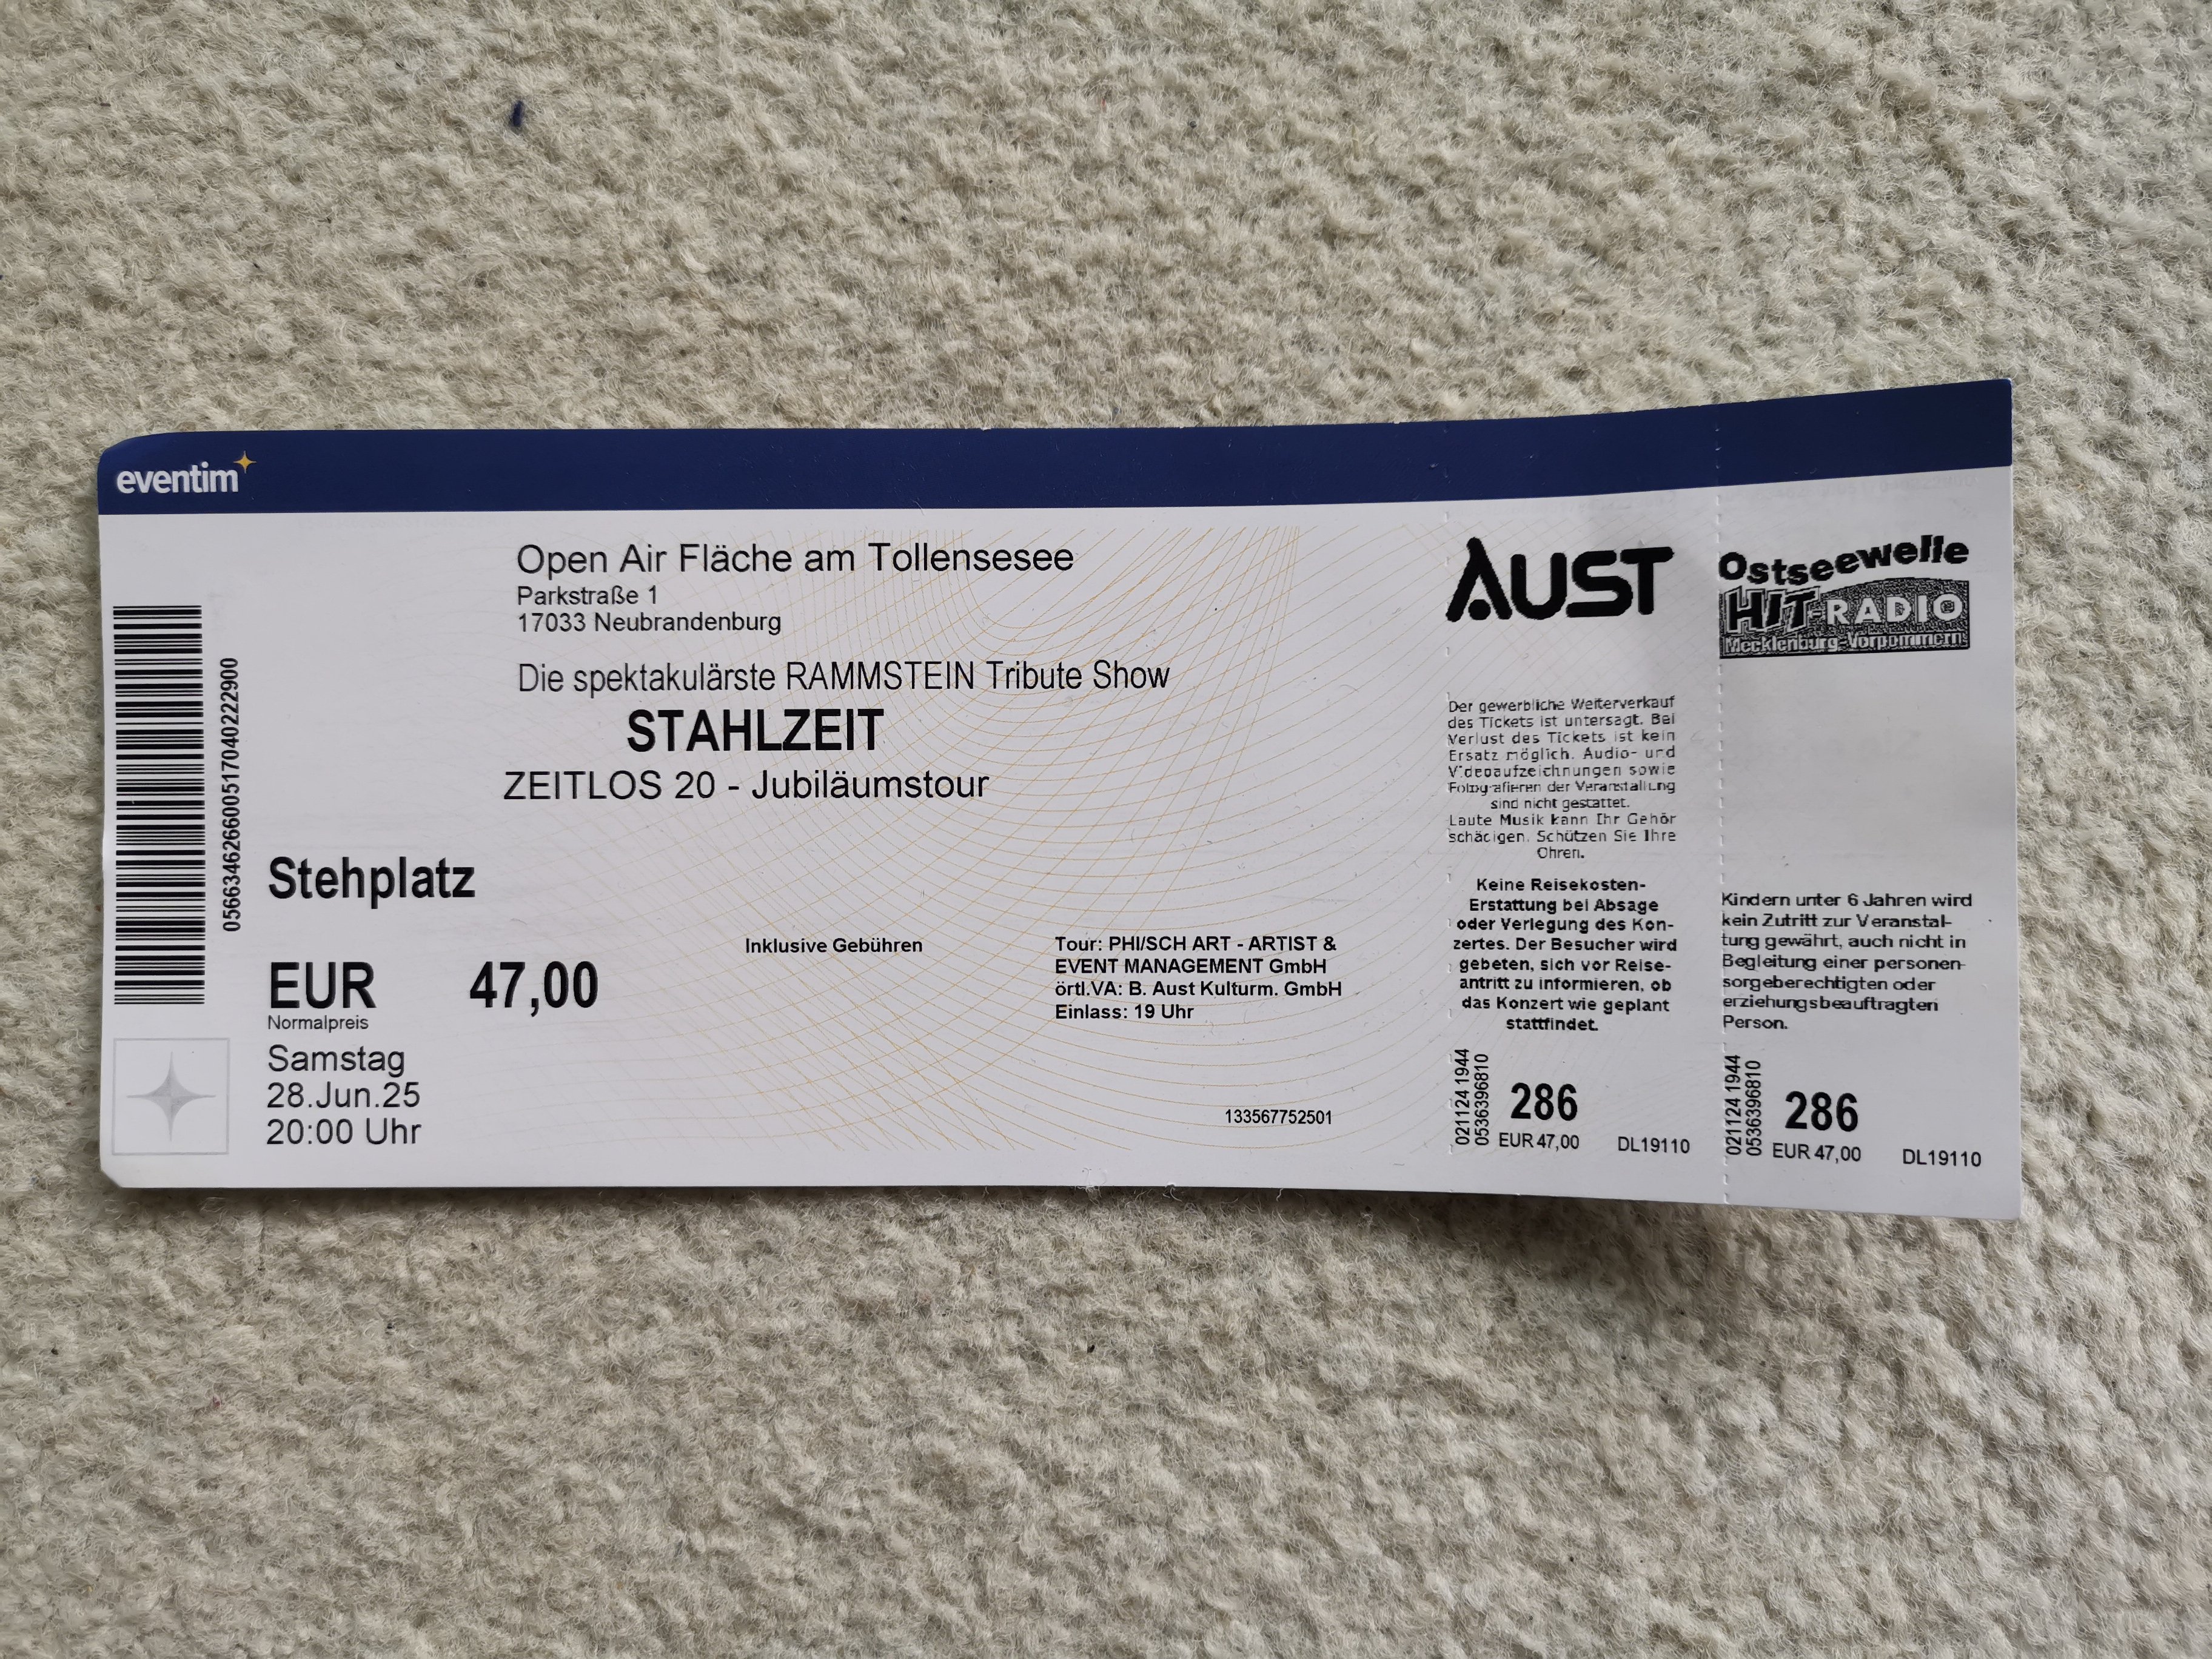 eventim
Open Air Fläche am Tollensesee
Parkstraße 1
17033 Neubrandenburg
Die spektakulärste RAMMSTEIN Tribute Show
STAHLZEIT
ZEITLOS 20 - Jubiläumstour
056634626600517040222900
Stehplatz
EUR 47,00
Normalpreis
Inklusive Gebühren
Samstag
28.Jun.25
20:00 Uhr
Tour: PHI/SCH ART - ARTIST &
EVENT MANAGEMENT GmbH
örtl.VA: B. Aust Kulturm. GmbH
Einlass: 19 Uhr
133567752501
AUST
Der gewerbliche Weiterverkauf
des Tickets ist untersagt. Bei
Verlust des Tickets ist kein
Ersatz möglich. Audio- und
Videoaufzeichnungen sowie
Fotografieren der Veranstaltung
sind nicht gestattet.
Laute Musik kann Ihr Gehör
schädigen. Schützen Sie Ihre
Ohren.
Keine Reisekosten-
Erstattung bei Absage
oder Verlegung des Kon-
zertes. Der Besucher wird
gebeten, sich vor Reise-
antritt zu informieren, ob
das Konzert wie geplant
stattfindet.
021124 1944
0536396810
286
EUR 47,00 DL19110
Ostseewelle
HIT-RADIO
Mecklenburg-Vorpommern
Kindern unter 6 Jahren wird
kein Zutritt zur Veranstal-
tung gewährt, auch nicht in
Begleitung einer personen-
sorgeberechtigten oder
erziehungsbeauftragten
Person.
021124 1944
0536396810
286
EUR 47,00 DL19110